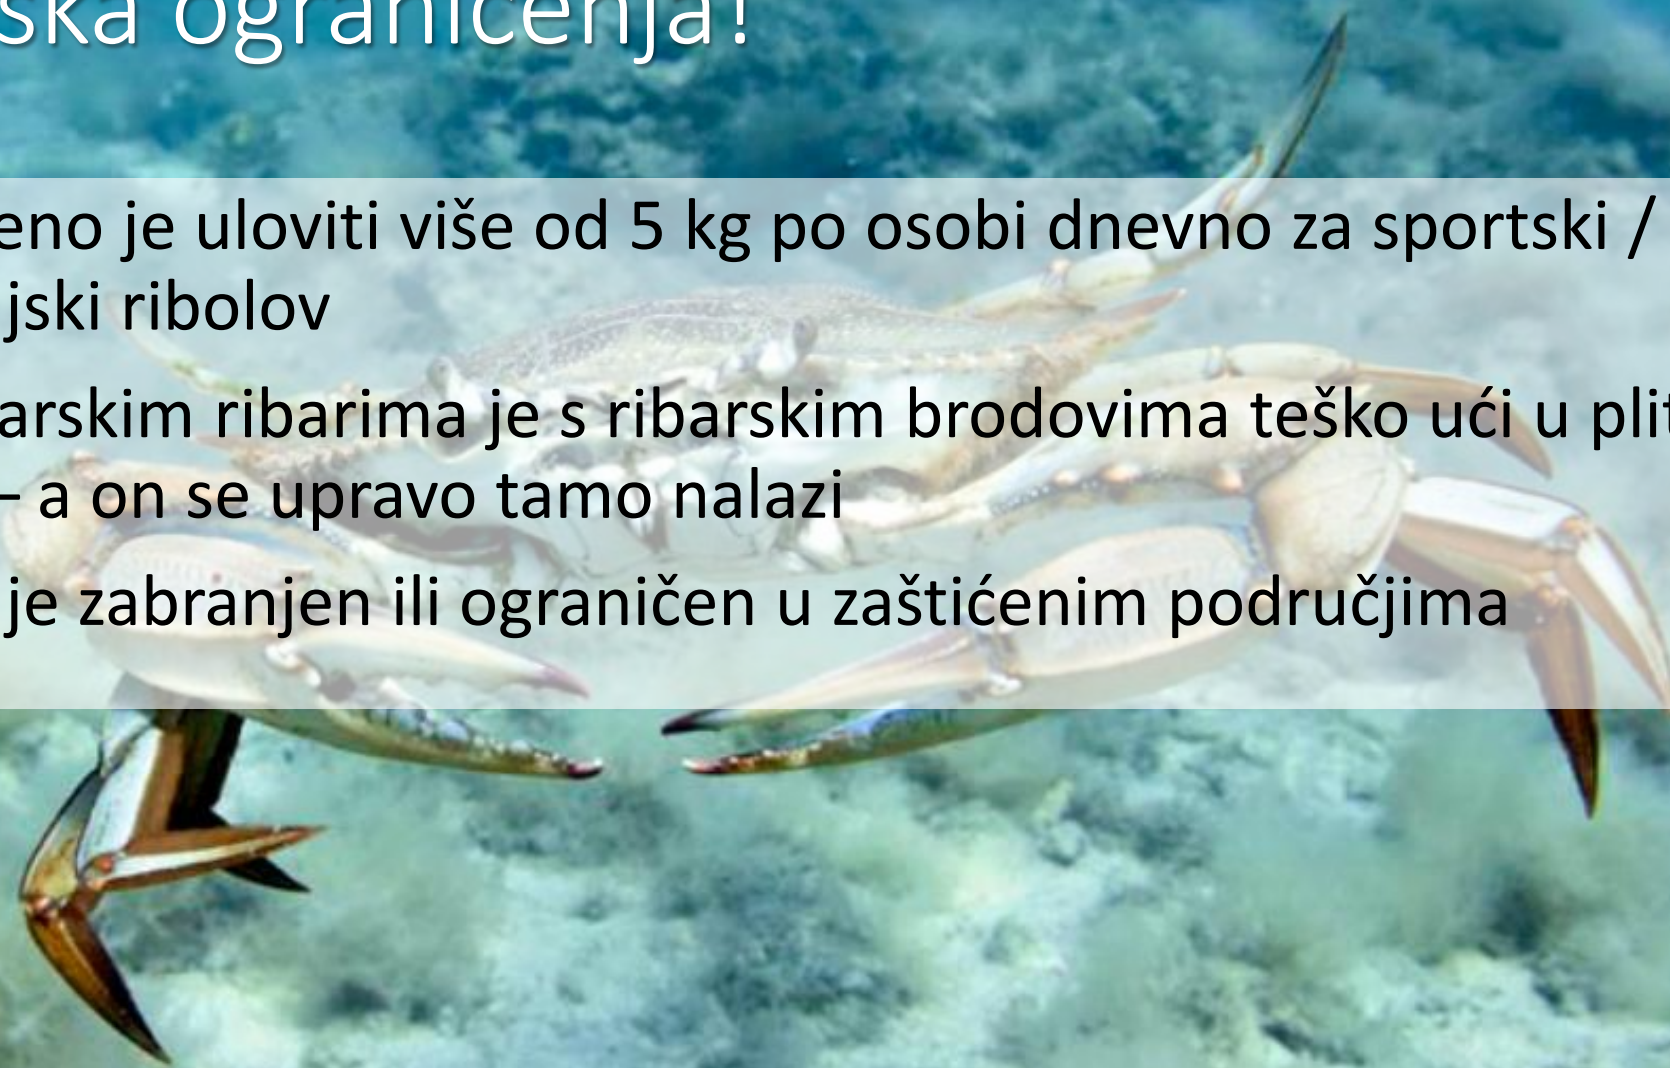 ska ograničenja!
eno je uloviti više od 5 kg po osobi dnevno za sportski /
jski ribolov
arskim ribarima je s ribarskim brodovima teško ući u plit
– a on se upravo tamo nalazi
je zabranjen ili ograničen u zaštićenim područjima